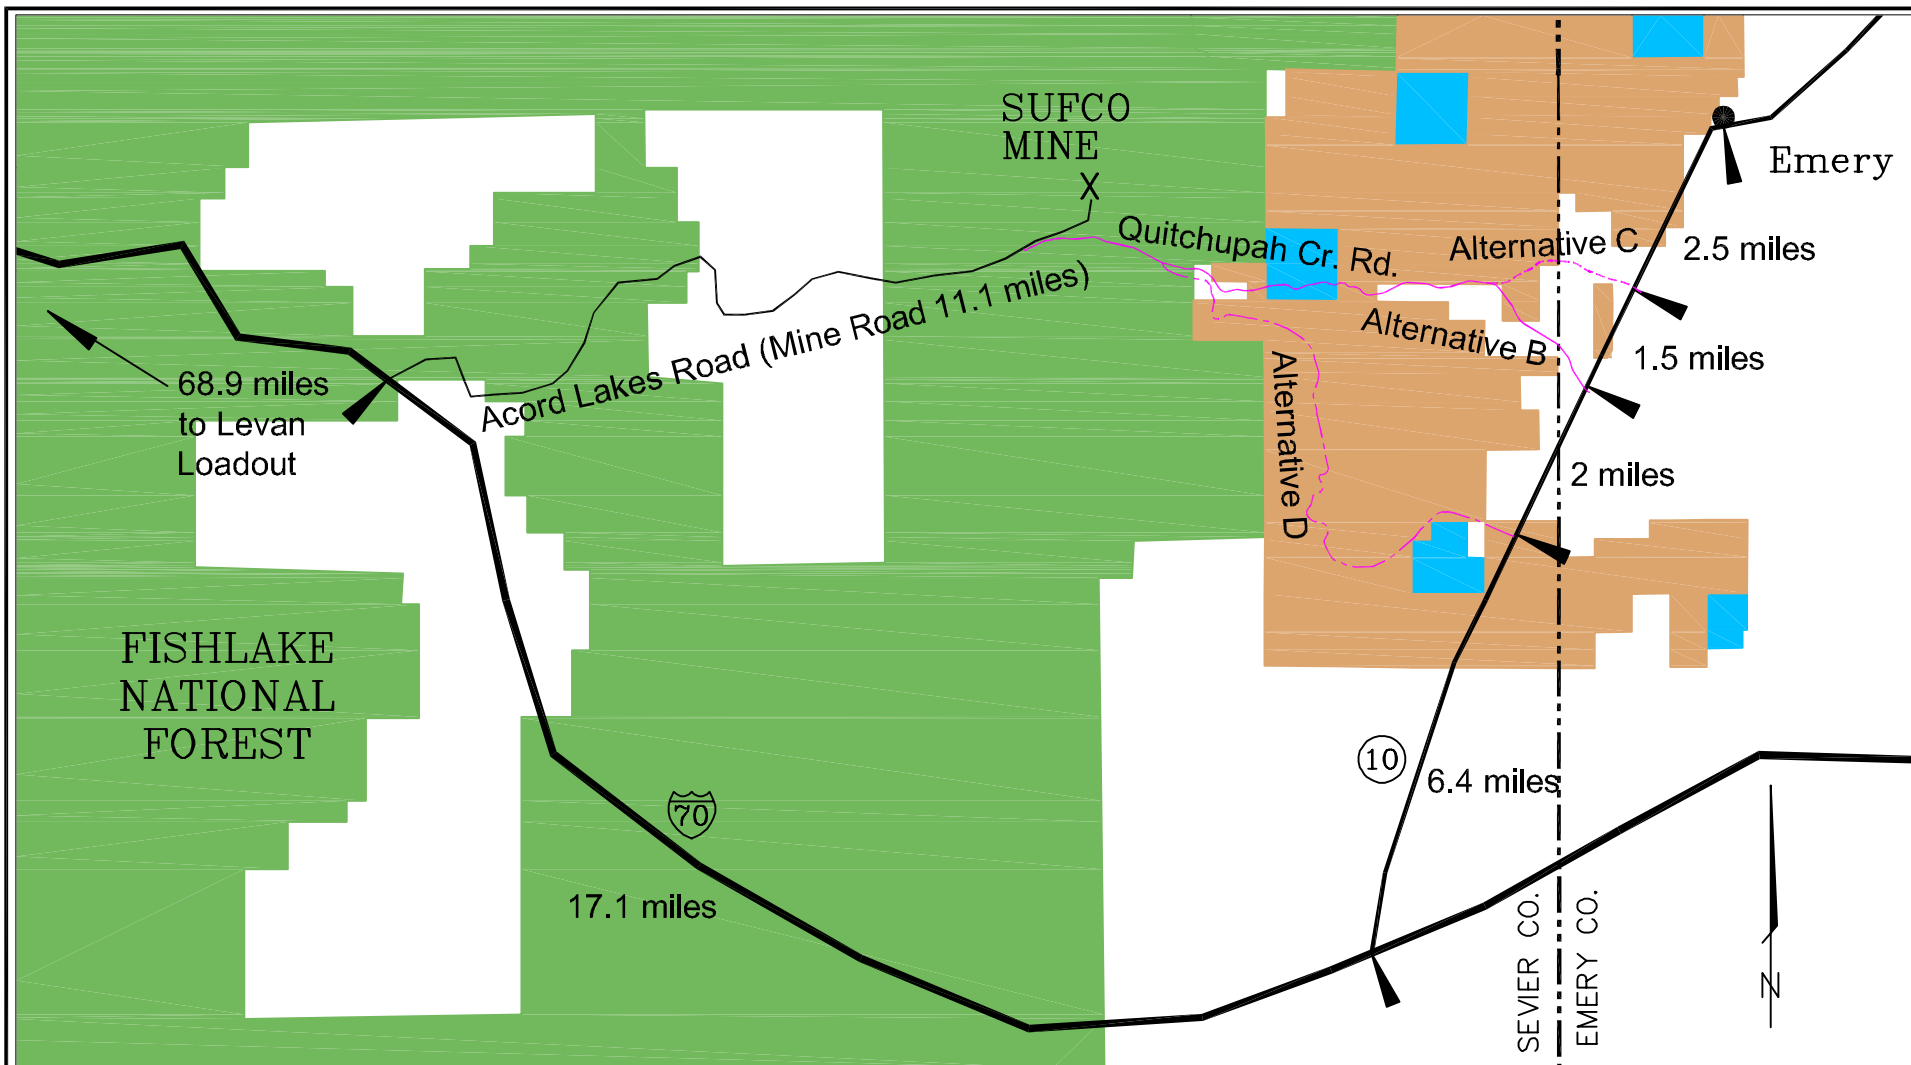 SUFCO
MINE
X
Emery
Quitchupah Cr. Rd.
Alternative C
2.5 miles
Acord Lakes Road (Mine Road 11.1 miles)
Alternative B
1.5 miles
68.9 miles
to Levan
Loadout
Alternative D
2 miles
FISHLAKE
NATIONAL
FOREST
10
6.4 miles
70
17.1 miles
SEVIER CO.
EMERY CO.
N